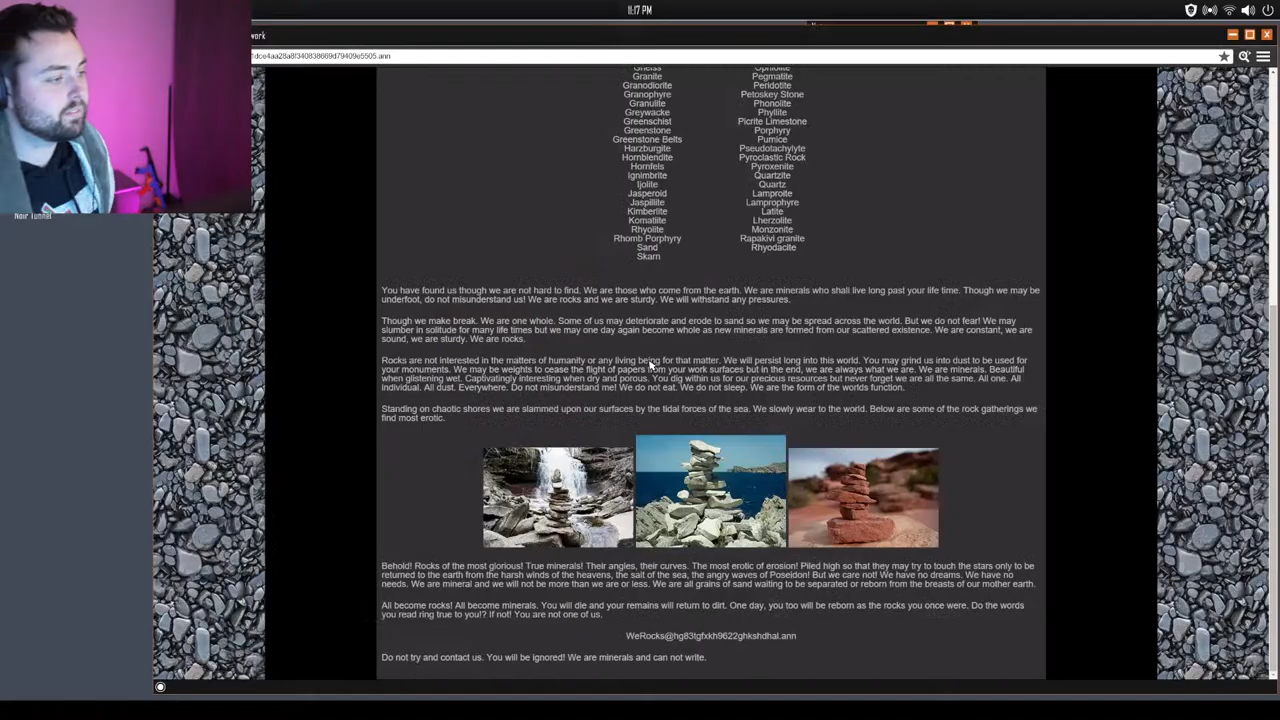 11:17 PM
work
1dce4aa28a8f340838669d79409e5505.ann
Noir Tunnel
Gneiss
Granite
Granodiorite
Granophyre
Granulite
Greywacke
Greenschist
Greenstone
Greenstone Belts
Harzburgite
Hornblendite
Hornfels
Ignimbrite
Ijolite
Jasperoid
Jaspillite
Kimberlite
Komatiite
Rhyolite
Rhomb Porphyry
Sand
Skarn
Ophiolite
Pegmatite
Peridotite
Petoskey Stone
Phonolite
Phyllite
Picrite Limestone
Porphyry
Pumice
Pseudotachylyte
Pyroclastic Rock
Pyroxenite
Quartzite
Quartz
Lamproite
Lamprophyre
Latite
Lherzolite
Monzonite
Rapakivi granite
Rhyodacite
You have found us though we are not hard to find. We are those who come from the earth. We are minerals who shall live long past your life time. Though we may be
underfoot, do not misunderstand us! We are rocks and we are sturdy. We will withstand any pressures.
Though we make break. We are one whole. Some of us may deteriorate and erode to sand so we may be spread across the world. But we do not fear! We may
slumber in solitude for many life times but we may one day again become whole as new minerals are formed from our scattered existence. We are constant, we are
sound, we are sturdy. We are rocks.
Rocks are not interested in the matters of humanity or any living being for that matter. We will persist long into this world. You may grind us into dust to be used for
your monuments. We may be weights to cease the flight of papers from your work surfaces but in the end, we are always what we are. We are minerals. Beautiful
when glistening wet. Captivatingly interesting when dry and porous. You dig within us for our precious resources but never forget we are all the same. All one. All
individual. All dust. Everywhere. Do not misunderstand me! We do not eat. We do not sleep. We are the form of the worlds function.
Standing on chaotic shores we are slammed upon our surfaces by the tidal forces of the sea. We slowly wear to the world. Below are some of the rock gatherings we
find most erotic.
Behold! Rocks of the most glorious! True minerals! Their angles, their curves. The most erotic of erosion! Piled high so that they may try to touch the stars only to be
returned to the earth from the harsh winds of the heavens, the salt of the sea, the angry waves of Poseidon! But we care not! We have no dreams. We have no
needs. We are mineral and we will not be more than we are or less. We are all grains of sand waiting to be separated or reborn from the breasts of our mother earth.
All become rocks! All become minerals. You will die and your remains will return to dirt. One day, you too will be reborn as the rocks you once were. Do the words
you read ring true to you!? If not! You are not one of us.
WeRocks@hg83tgfxkh9622ghkshdhal.ann
Do not try and contact us. You will be ignored! We are minerals and can not write.